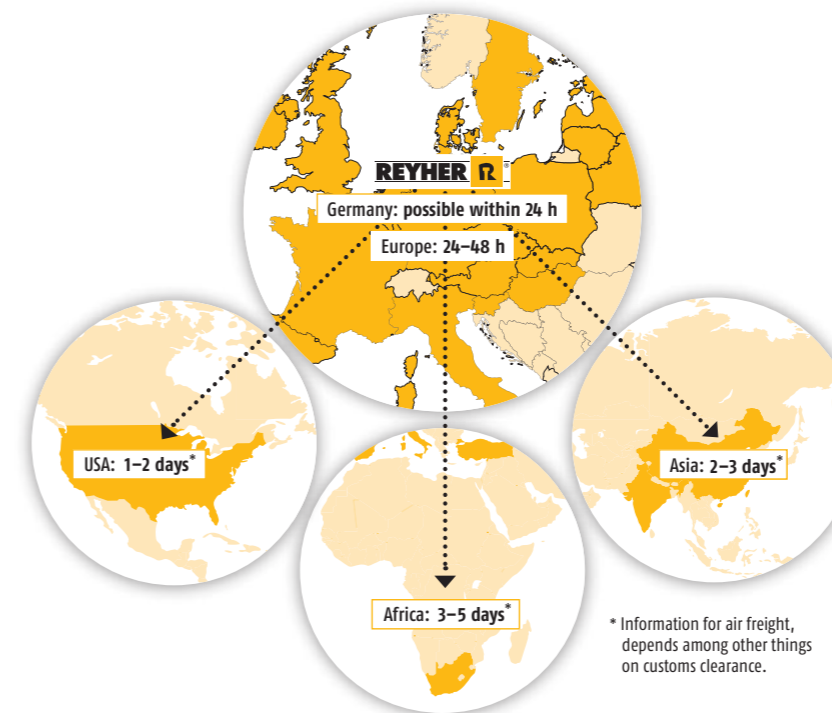 REYHER R®
Germany: possible within 24 h
Europe: 24–48 h
USA: 1–2 days*
Asia: 2–3 days*
Africa: 3–5 days*
* Information for air freight,
depends among other things
on customs clearance.